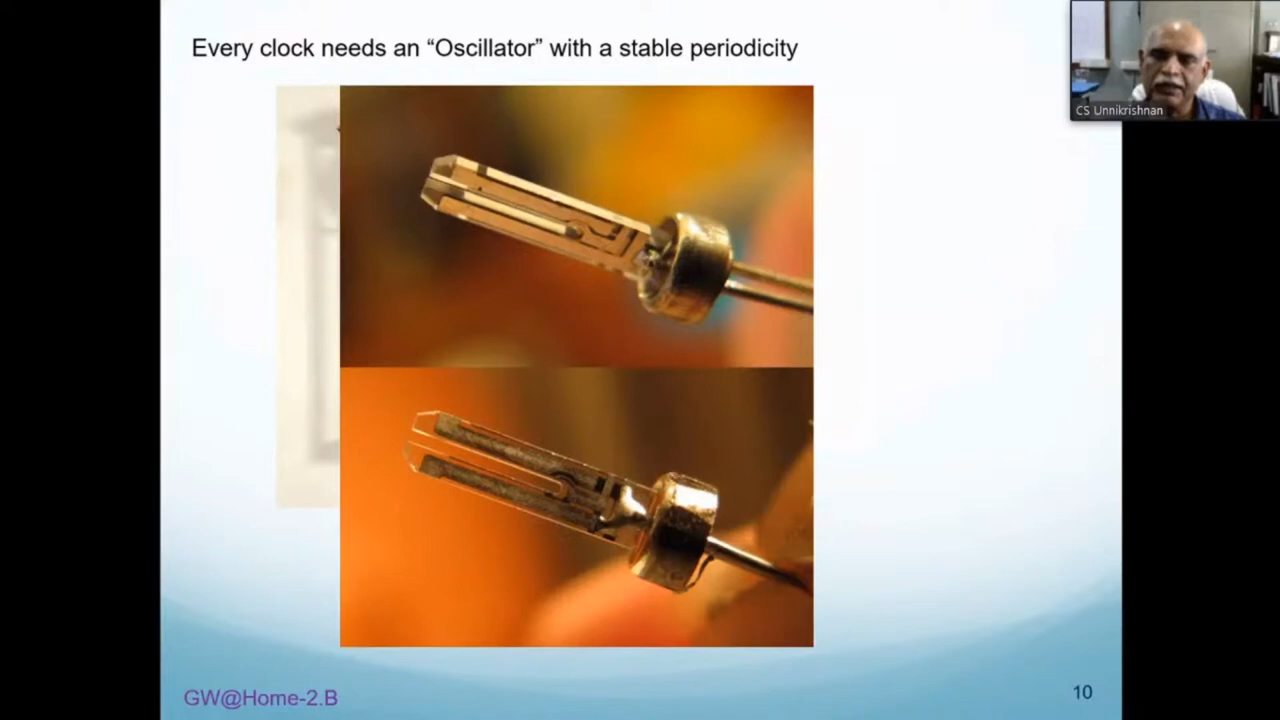 Every clock needs an “Oscillator” with a stable periodicity
CS Unnikrishnan
GW@Home-2.B
10